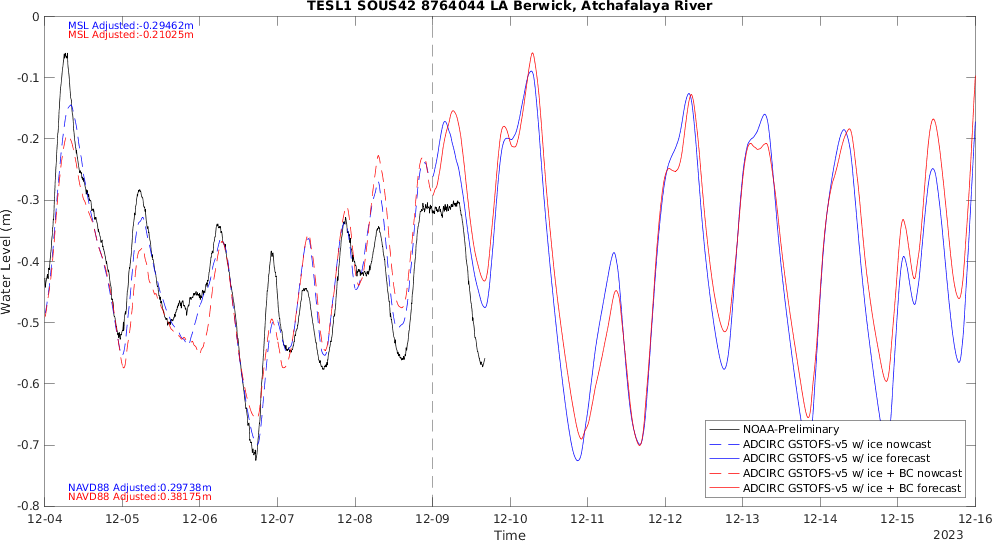 TESL1 SOUS42 8764044 LA Berwick, Atchafalaya River
MSL Adjusted:-0.29462m
MSL Adjusted:-0.21025m
0
-0.1
-0.2
-0.3
-0.4
-0.5
-0.6
-0.7
-0.8
Water Level (m)
NOAA-Preliminary
ADCIRC GSTOFS-v5 w/ ice nowcast
ADCIRC GSTOFS-v5 w/ ice forecast
ADCIRC GSTOFS-v5 w/ ice + BC nowcast
ADCIRC GSTOFS-v5 w/ ice + BC forecast
NAVD88 Adjusted:0.29738m
NAVD88 Adjusted:0.38175m
12-04 12-05 12-06 12-07 12-08 12-09 12-10 12-11 12-12 12-13 12-14 12-15 12-16
Time
2023